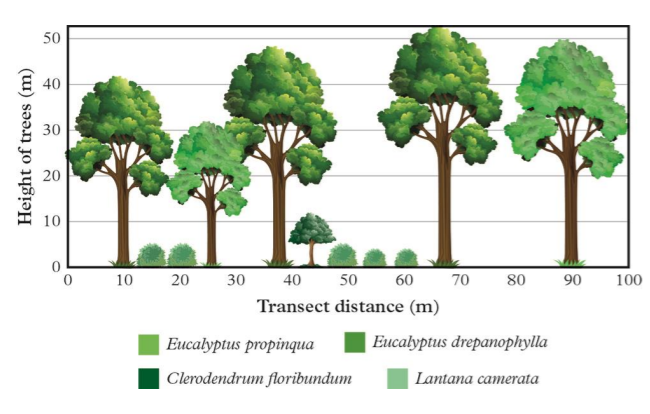 Height of trees (m)
50
40
30
20
10
0
0 10 20 30 40 50 60 70 80 90 100
Transect distance (m)
Eucalyptus propinqua Eucalyptus drepanophylla
Clerodendrum floribundum Lantana camerata